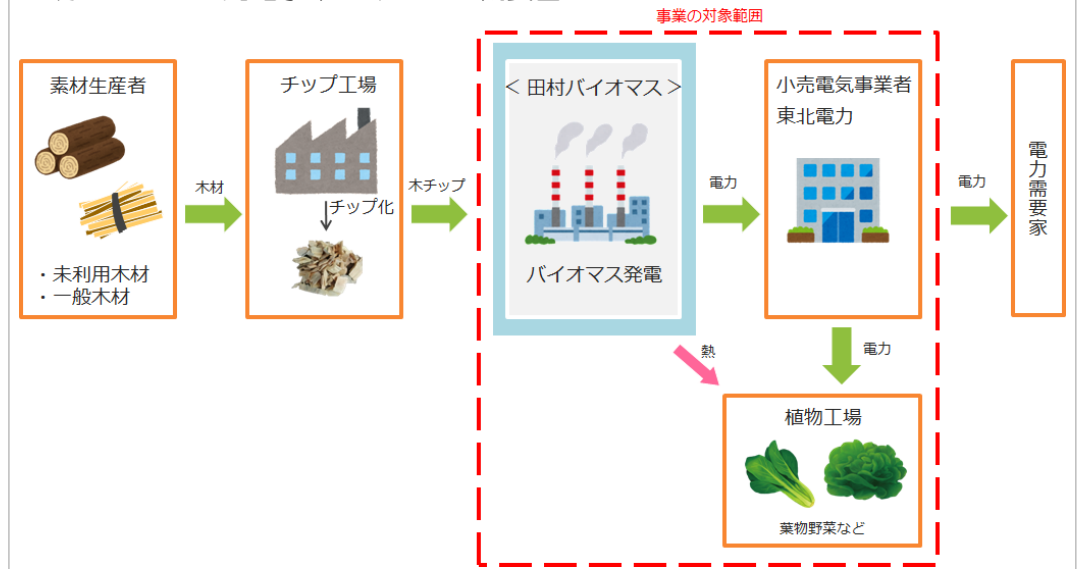 事業の対象範囲
素材生産者
・未利用木材
・一般木材
木材
チップ工場
チップ化
木チップ
＜田村バイオマス＞
バイオマス発電
電力
小売電気事業者
東北電力
電力
電力需要家
熱
電力
植物工場
葉物野菜など